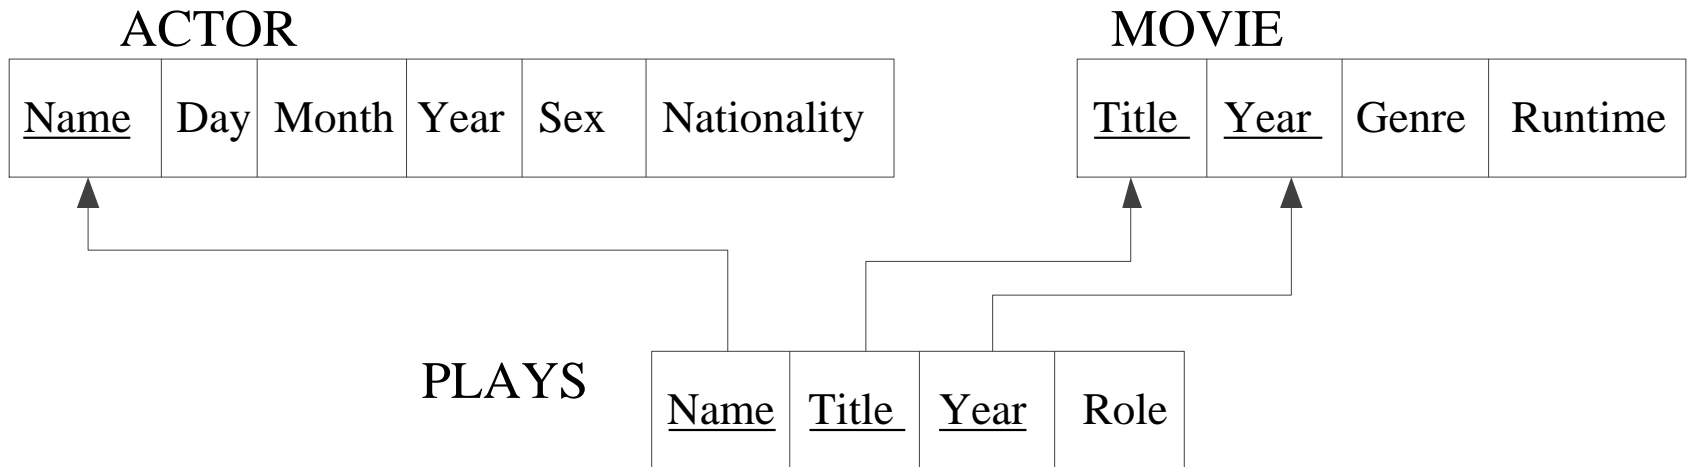 ACTOR
Name Day Month Year Sex Nationality
MOVIE
Title Year Genre Runtime
PLAYS
Name Title Year Role